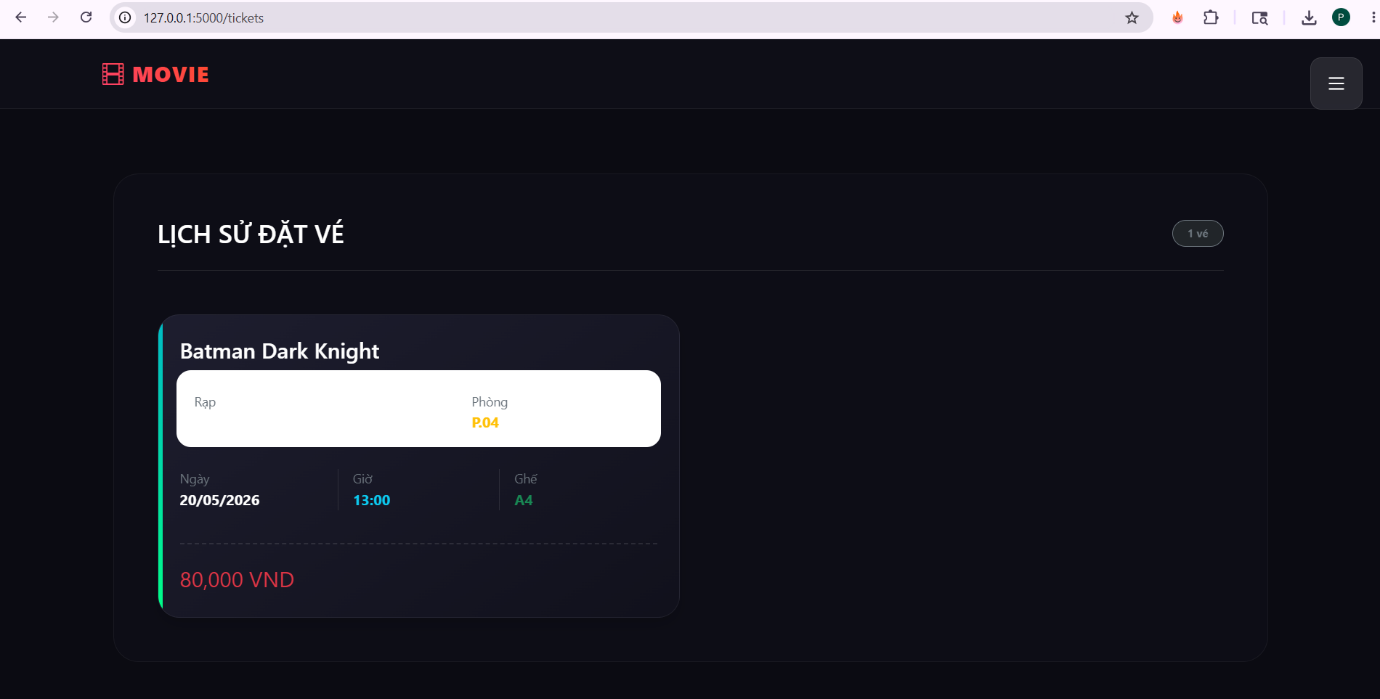 127.0.0.1:5000/tickets
P
MOVIE
LỊCH SỬ ĐẶT VÉ
1 vé
Batman Dark Knight
Rạp
Phòng
P.04
Ngày
Giờ
Ghế
20/05/2026
13:00
A4
80,000 VND